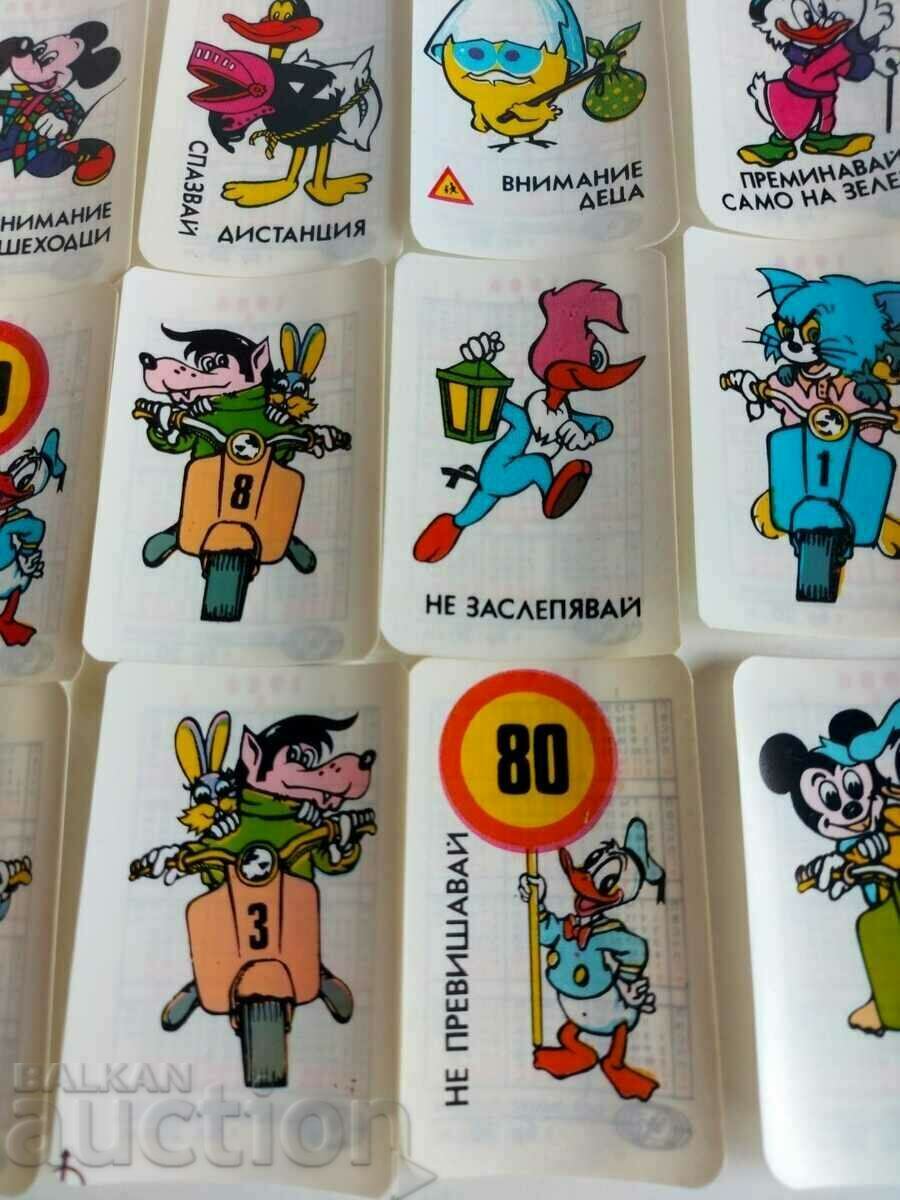 СПАЗВАЙ
ДИСТАНЦИЯ
ВНИМАНИЕ
ДЕЦА
ПРЕМИНАВАЙ
САМО НА ЗЕЛЕ
НИМАНИЕ
ШЕХОДЦИ
8
НЕ ЗАСЛЕПЯВАЙ
1
3
80
НЕ ПРЕВИШАВАЙ
BALKAN
auction